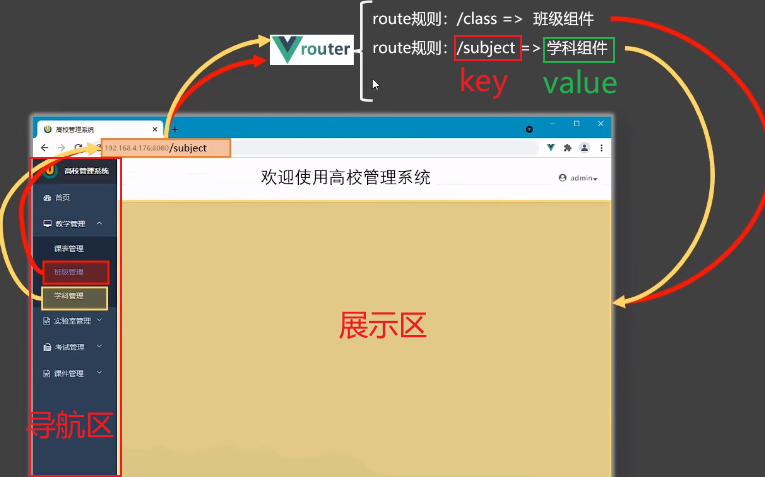 route规则：/class => 班级组件
router
route规则：/subject => 学科组件
key
value
高校管理系统
192.168.4.176:8080/subject
高校管理系统
欢迎使用高校管理系统
admin
首页
教学管理
课表管理
班级管理
学科管理
实验室管理
考试管理
课件管理
展示区
导航区